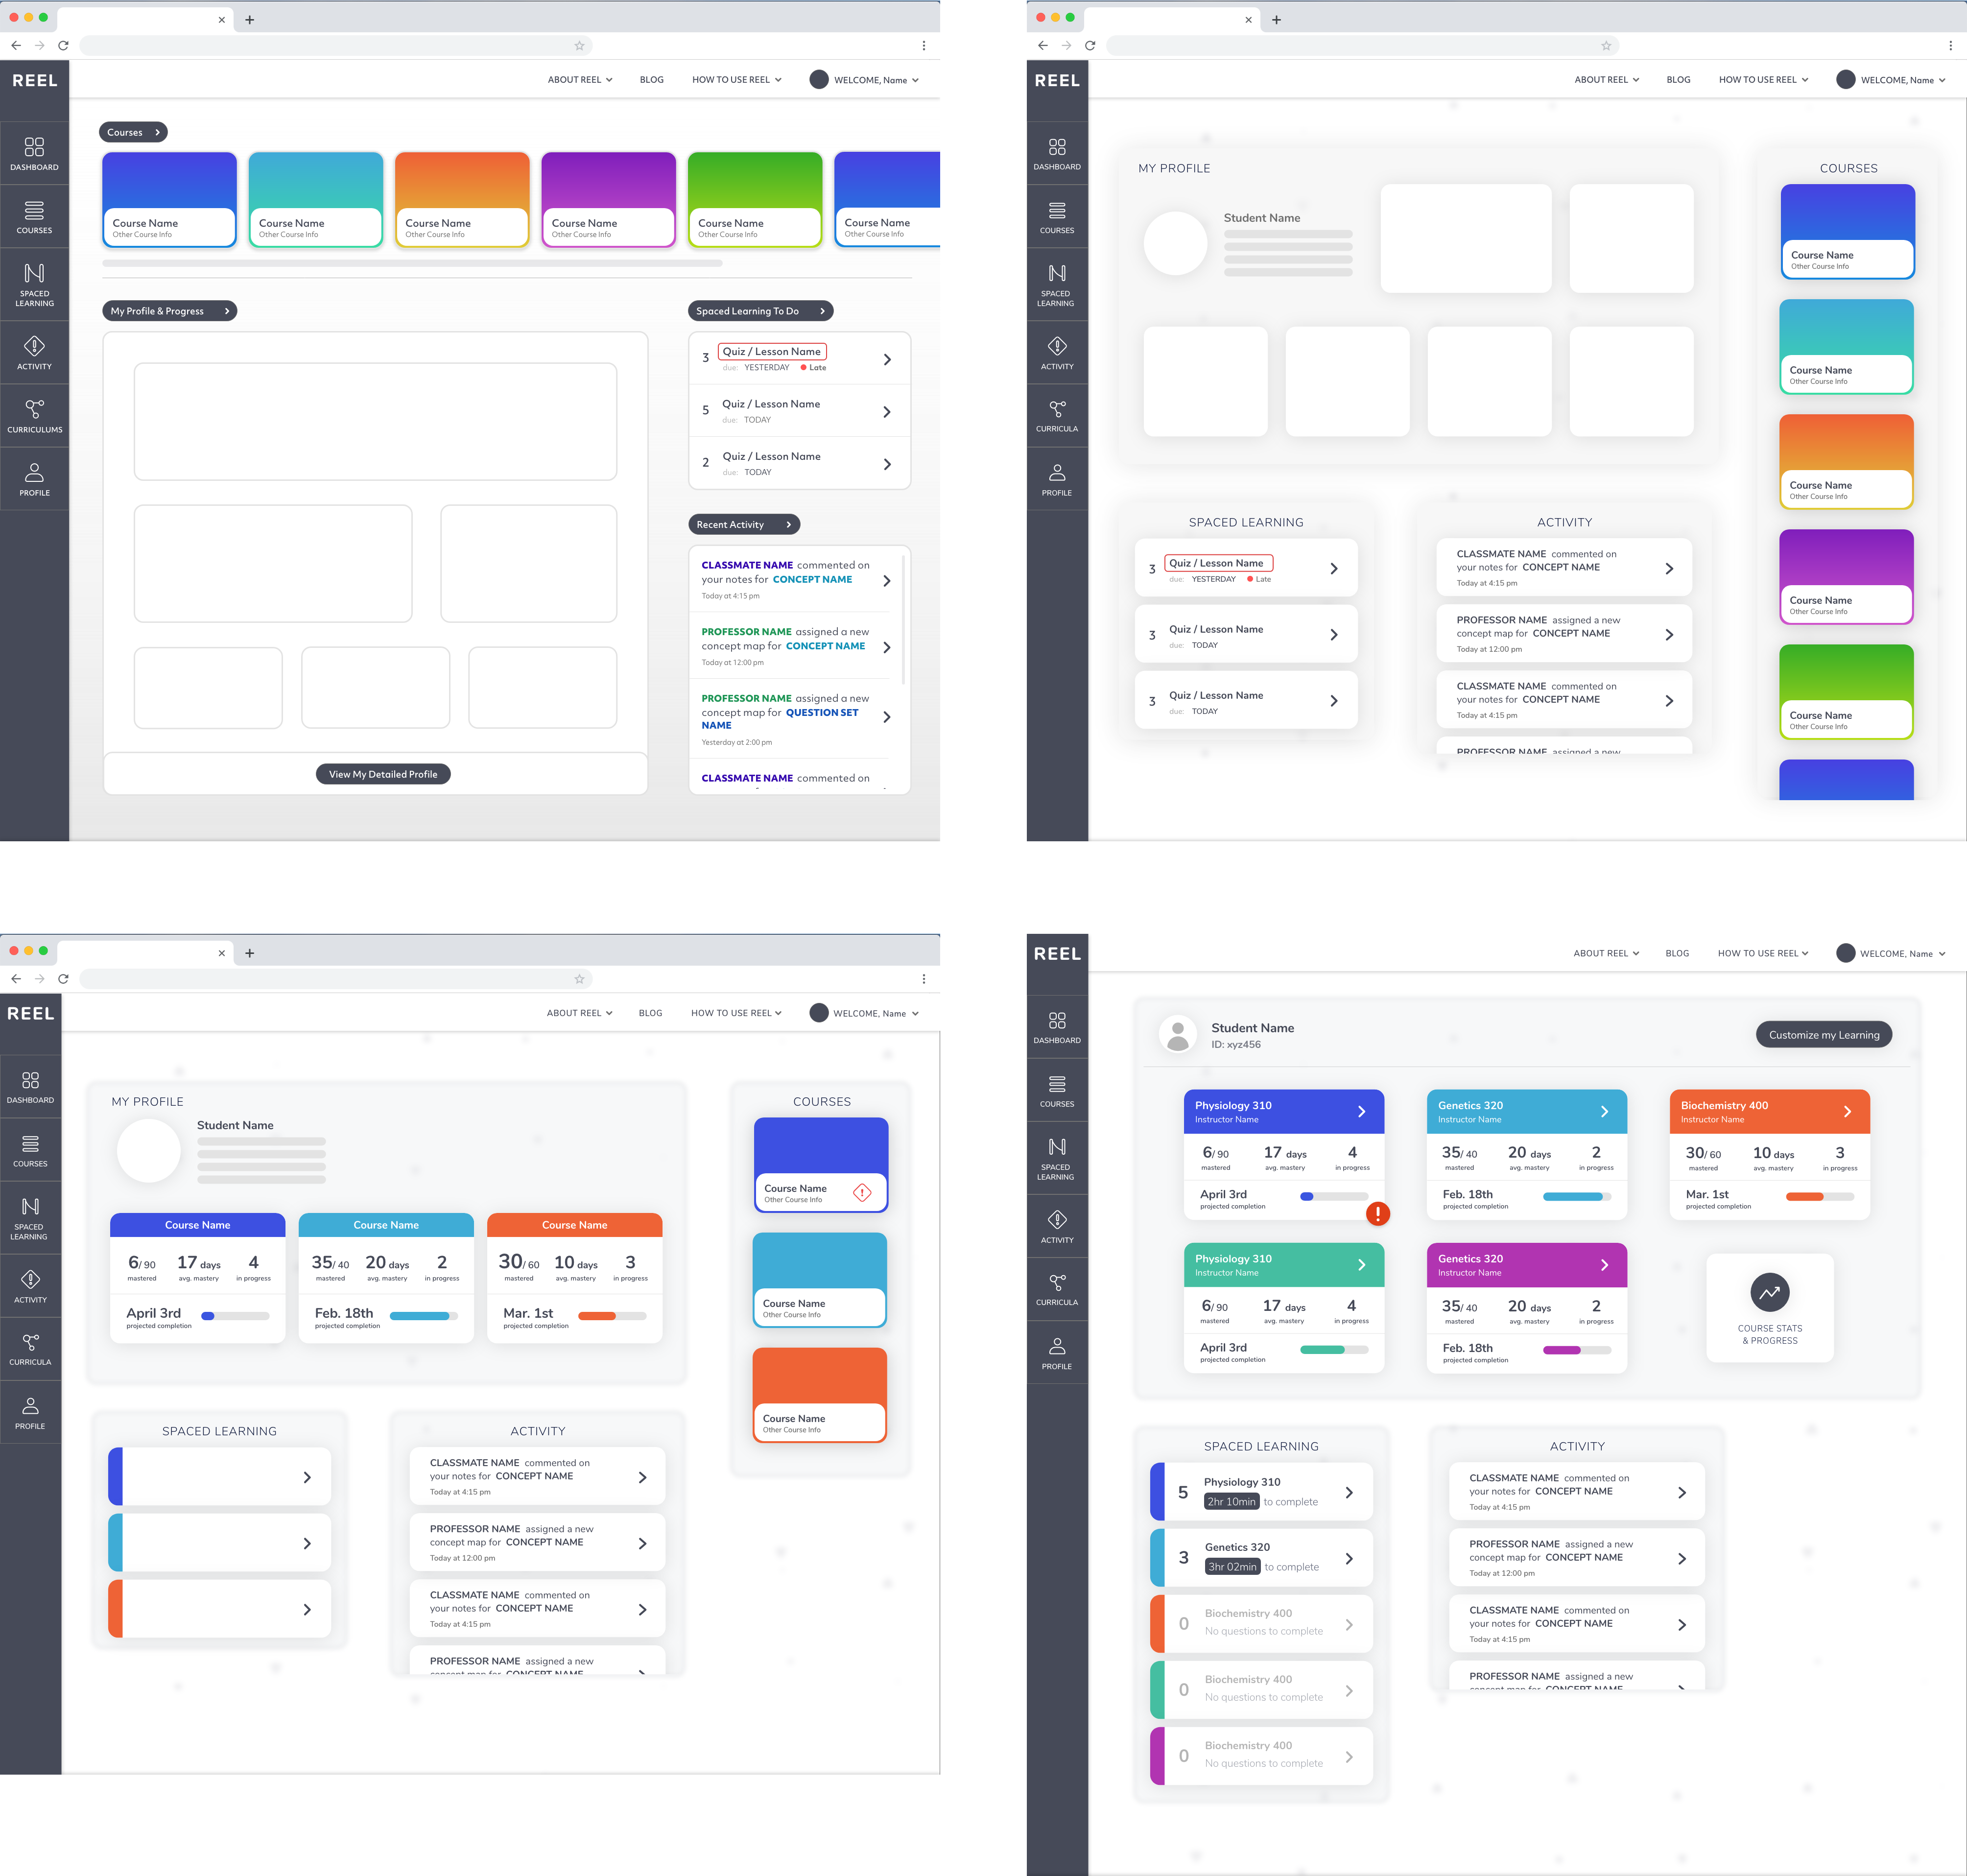 REEL
ABOUT REEL
BLOG
HOW TO USE REEL
WELCOME, Name
DASHBOARD
COURSES
SPACED
LEARNING
ACTIVITY
CURRICULUMS
PROFILE
Courses
Course Name
Other Course Info
Course Name
Other Course Info
Course Name
Other Course Info
Course Name
Other Course Info
Course Name
Other Course Info
Course Name
Other Course Info
My Profile & Progress
View My Detailed Profile
Spaced Learning To Do
3 Quiz / Lesson Name
due: YESTERDAY Late
5 Quiz / Lesson Name
due: TODAY
2 Quiz / Lesson Name
due: TODAY
Recent Activity
CLASSMATE NAME commented on
your notes for CONCEPT NAME
Today at 4:15 pm
PROFESSOR NAME assigned a new
concept map for CONCEPT NAME
Today at 12:00 pm
PROFESSOR NAME assigned a new
concept map for QUESTION SET
NAME
Yesterday at 2:00 pm
CLASSMATE NAME commented on
REEL
ABOUT REEL
BLOG
HOW TO USE REEL
WELCOME, Name
DASHBOARD
COURSES
SPACED
LEARNING
ACTIVITY
CURRICULA
PROFILE
MY PROFILE
Student Name
SPACED LEARNING
3 Quiz / Lesson Name
due: YESTERDAY Late
3 Quiz / Lesson Name
due: TODAY
3 Quiz / Lesson Name
due: TODAY
ACTIVITY
CLASSMATE NAME commented on
your notes for CONCEPT NAME
Today at 4:15 pm
PROFESSOR NAME assigned a new
concept map for CONCEPT NAME
Today at 12:00 pm
CLASSMATE NAME commented on
your notes for CONCEPT NAME
Today at 4:15 pm
PROFESSOR NAME assigned a new
COURSES
Course Name
Other Course Info
Course Name
Other Course Info
Course Name
Other Course Info
Course Name
Other Course Info
Course Name
Other Course Info
REEL
ABOUT REEL
BLOG
HOW TO USE REEL
WELCOME, Name
DASHBOARD
COURSES
SPACED
LEARNING
ACTIVITY
CURRICULA
PROFILE
MY PROFILE
Student Name
Course Name
6/ 90 17 days 4
mastered avg. mastery in progress
April 3rd
projected completion
Course Name
35/ 40 20 days 2
mastered avg. mastery in progress
Feb. 18th
projected completion
Course Name
30/ 60 10 days 3
mastered avg. mastery in progress
Mar. 1st
projected completion
COURSES
Course Name
Other Course Info
Course Name
Other Course Info
Course Name
Other Course Info
SPACED LEARNING
ACTIVITY
CLASSMATE NAME commented on
your notes for CONCEPT NAME
Today at 4:15 pm
PROFESSOR NAME assigned a new
concept map for CONCEPT NAME
Today at 12:00 pm
CLASSMATE NAME commented on
your notes for CONCEPT NAME
Today at 4:15 pm
PROFESSOR NAME assigned a new
concept map for CONCEPT NAME
REEL
ABOUT REEL
BLOG
HOW TO USE REEL
WELCOME, Name
DASHBOARD
COURSES
SPACED
LEARNING
ACTIVITY
CURRICULA
PROFILE
Student Name
ID: xyz456
Customize my Learning
Physiology 310
Instructor Name
6/ 90 17 days 4
mastered avg. mastery in progress
April 3rd
projected completion
Genetics 320
Instructor Name
35/ 40 20 days 2
mastered avg. mastery in progress
Feb. 18th
projected completion
Biochemistry 400
Instructor Name
30/ 60 10 days 3
mastered avg. mastery in progress
Mar. 1st
projected completion
Physiology 310
Instructor Name
6/ 90 17 days 4
mastered avg. mastery in progress
April 3rd
projected completion
Genetics 320
Instructor Name
35/ 40 20 days 2
mastered avg. mastery in progress
Feb. 18th
projected completion
COURSE STATS
& PROGRESS
SPACED LEARNING
5 Physiology 310
2hr 10min to complete
3 Genetics 320
3hr 02min to complete
0 Biochemistry 400
No questions to complete
0 Biochemistry 400
No questions to complete
0 Biochemistry 400
No questions to complete
ACTIVITY
CLASSMATE NAME commented on
your notes for CONCEPT NAME
Today at 4:15 pm
PROFESSOR NAME assigned a new
concept map for CONCEPT NAME
Today at 12:00 pm
CLASSMATE NAME commented on
your notes for CONCEPT NAME
Today at 4:15 pm
PROFESSOR NAME assigned a new
concept map for CONCEPT NAME